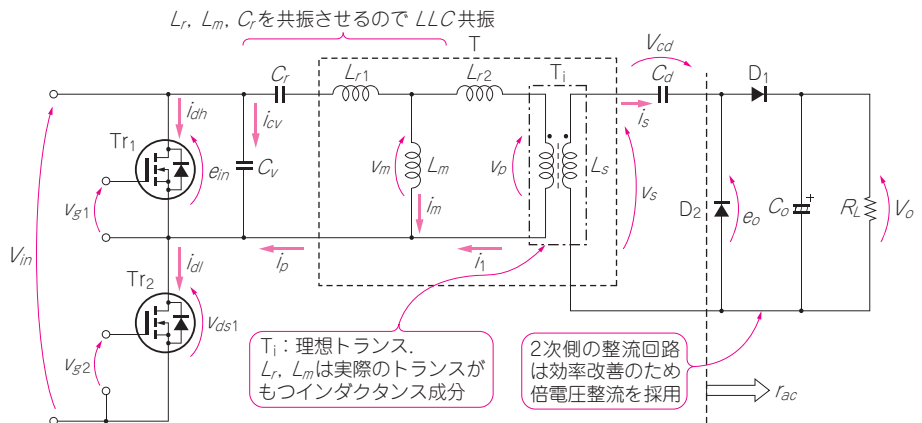 Lr, Lm, Crを共振させるので LLC共振
T
Vcd
Cr
Lr1
Lr2
Ti
Cd
D1
idh
icv
is
Tr1
ein
Cv
vm
Lm
vp
Ls
vs
D2
eo
Co
+
RL
Vo
vg1
im
Vin
idl
ip
i1
Tr2
vds1
vg2
Ti：理想トランス.
Lr, Lmは実際のトランスが
もつインダクタンス成分
2次側の整流回路
は効率改善のため
倍電圧整流を採用
rac